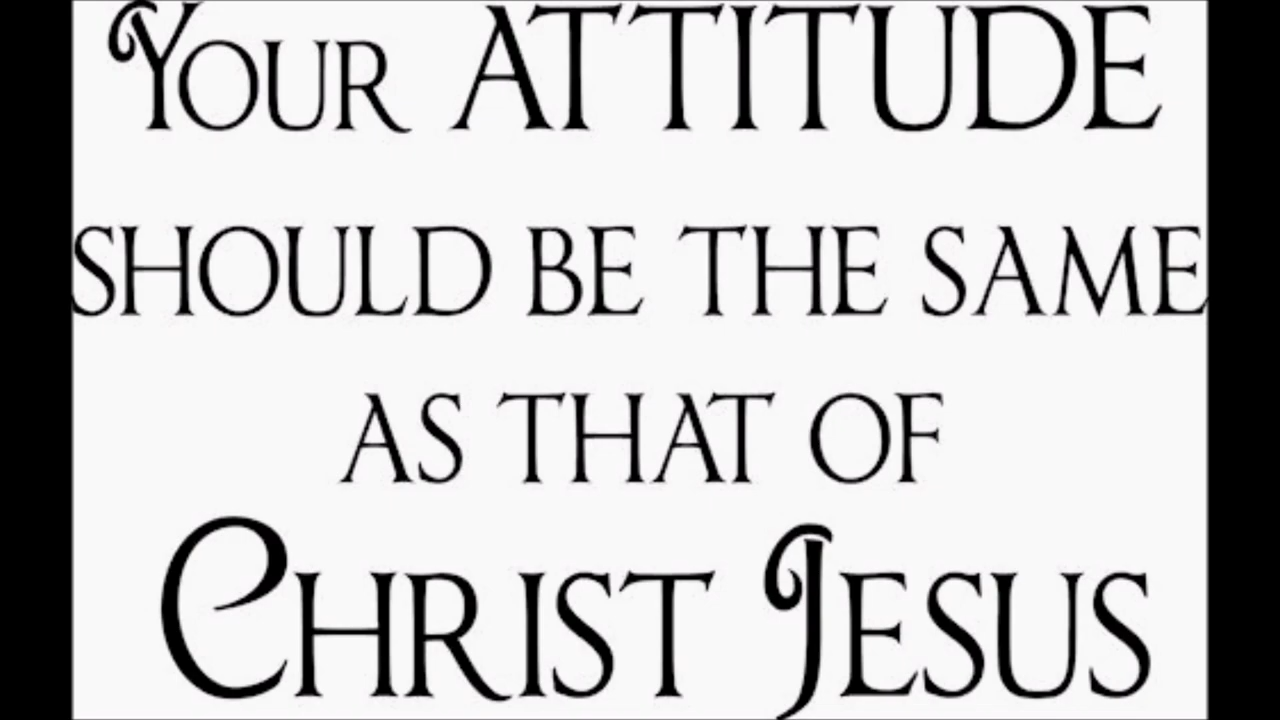 Your ATTITUDE
SHOULD BE THE SAME
AS THAT OF
CHRIST JESUS